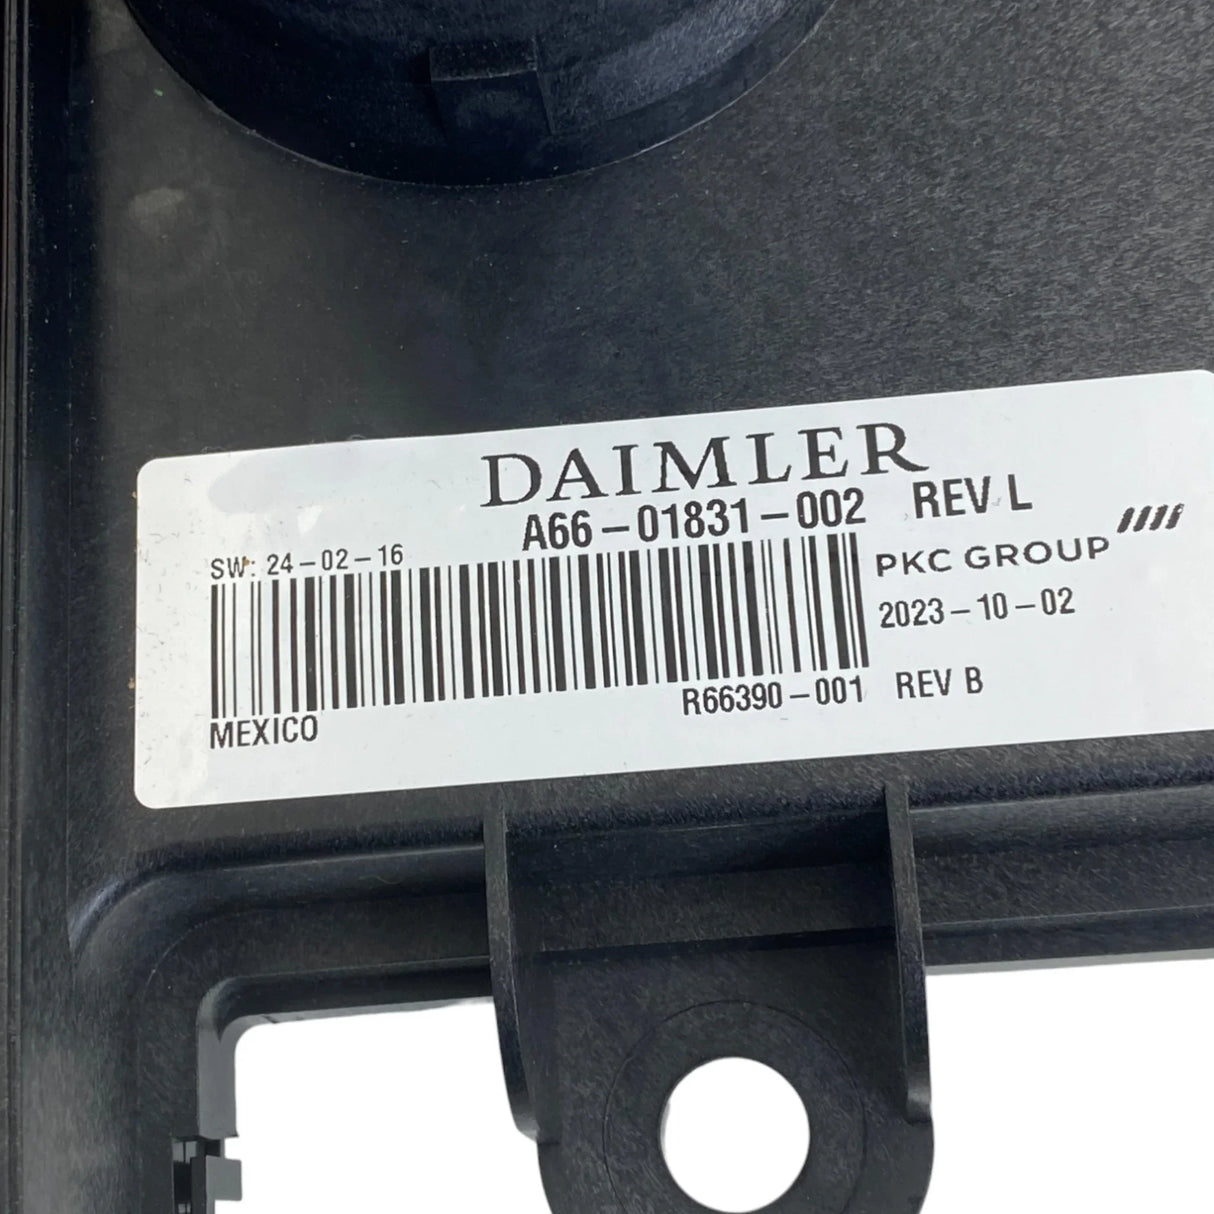 DAIMLER
A66-01831-002 REV L
SW: 24-02-16
PKC GROUP
2023-10-02
R66390-001 REV B
MEXICO